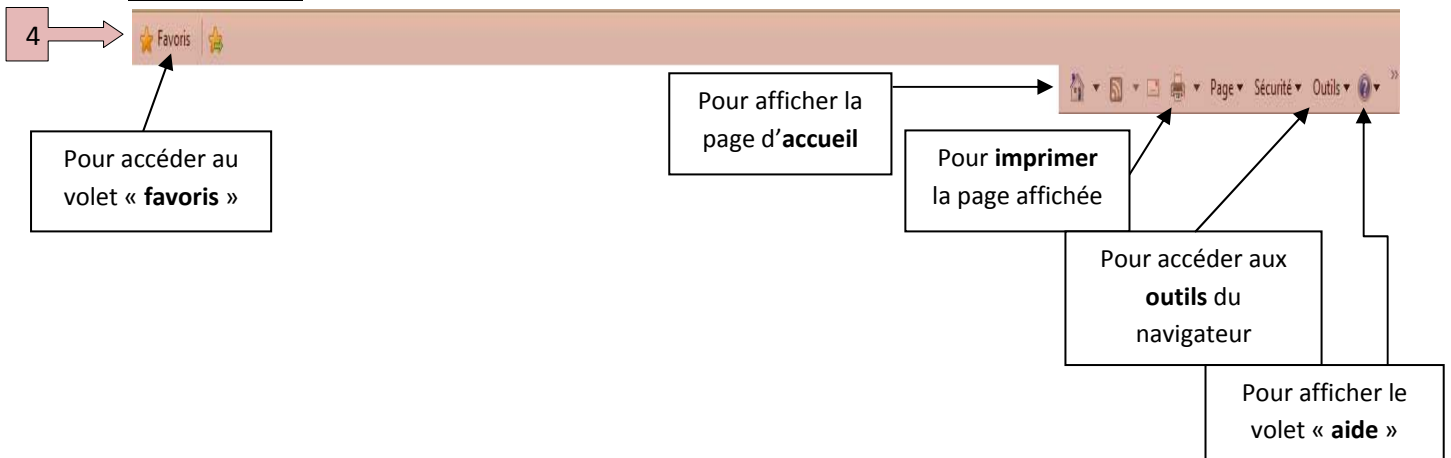 4
Favoris
Page Sécurité Outils
Pour accéder au
volet « favoris »
Pour afficher la
page d’accueil
Pour imprimer
la page affichée
Pour accéder aux
outils du
navigateur
Pour afficher le
volet « aide »